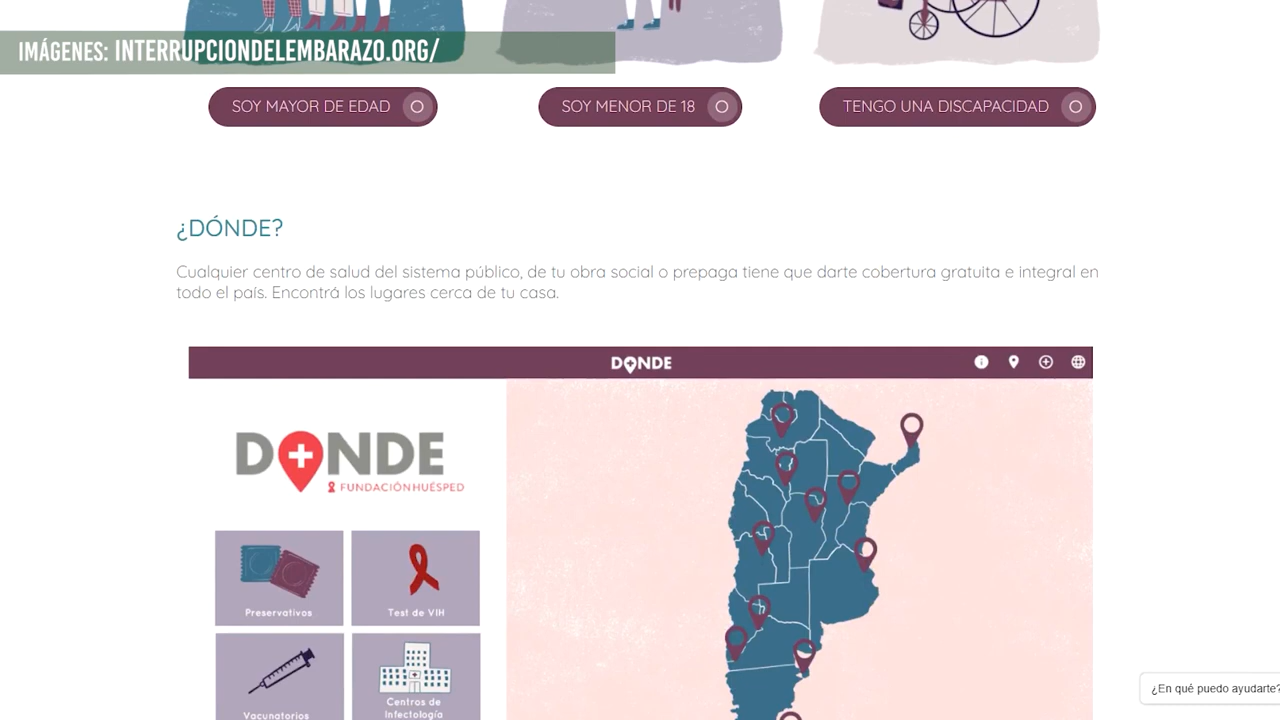 IMÁGENES: INTERRUPCIONDELEMBARAZO.ORG/
SOY MAYOR DE EDAD
SOY MENOR DE 18
TENGO UNA DISCAPACIDAD
¿DÓNDE?
Cualquier centro de salud del sistema público, de tu obra social o prepaga tiene que darte cobertura gratuita e integral en
todo el país. Encontrá los lugares cerca de tu casa.
DONDE
DONDE
FUNDACIÓNHUÉSPED
Preservativos
Test de VIH
Vacunatorios
Centros de
Infectología
¿En qué puedo ayudarte?